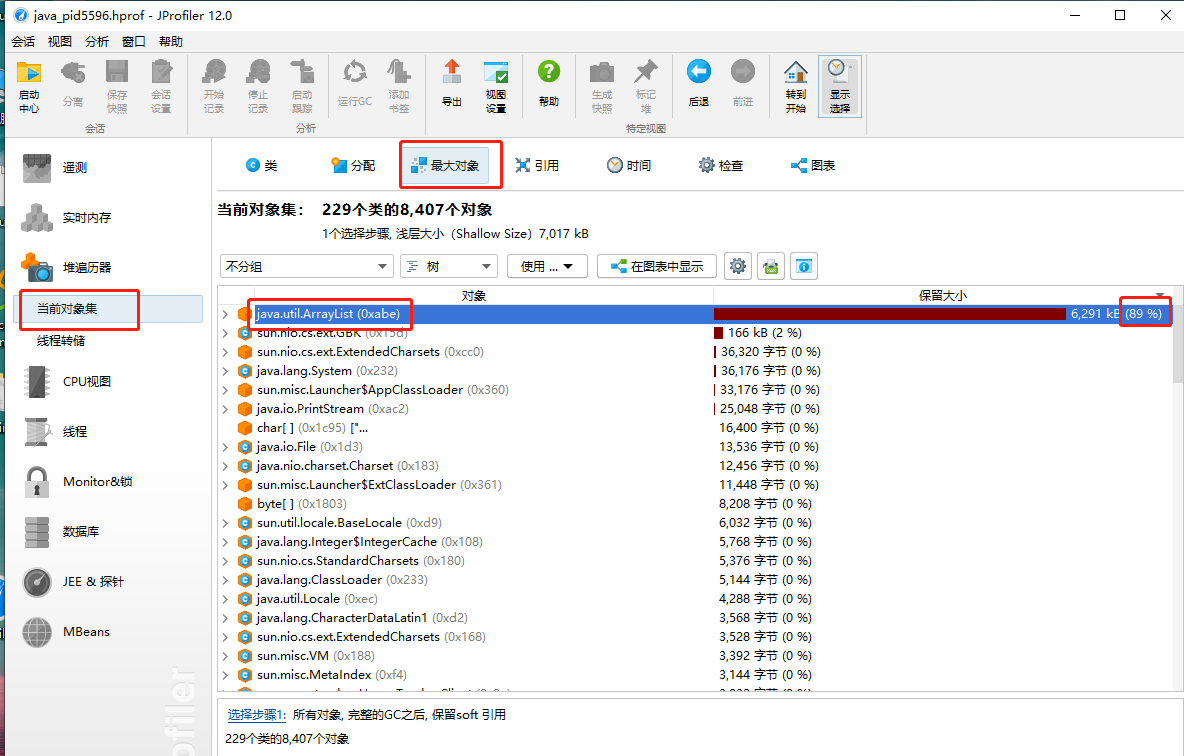 java_pid5596.hprof - JProfiler 12.0
会话 视图 分析 窗口 帮助
启动中心 分离 保存快照 会话设置 开始记录 停止记录 启动跟踪 运行GC 添加书签 导出 视图设置 帮助 生成快照 标记堆 后退 前进 转到开始 显示选择
会话 分析 特定视图
遥测
实时内存
堆遍历器
当前对象集
线程转储
CPU视图
线程
Monitor&锁
数据库
JEE & 探针
MBeans
类 分配 最大对象 引用 时间 检查 图表
当前对象集： 229个类的8,407个对象
1个选择步骤, 浅层大小（Shallow Size）7,017 kB
不分组 树 使用 ... 在图表中显示
对象 保留大小
java.util.ArrayList (0xabe) 6,291 kB (89 %)
sun.nio.cs.ext.GBK (0x15d) 166 kB (2 %)
sun.nio.cs.ext.ExtendedCharsets (0xcc0) 36,320 字节 (0 %)
java.lang.System (0x232) 36,176 字节 (0 %)
sun.misc.Launcher$AppClassLoader (0x360) 33,176 字节 (0 %)
java.io.PrintStream (0xac2) 25,048 字节 (0 %)
char[ ] (0x1c95) ["... 16,400 字节 (0 %)
java.io.File (0x1d3) 13,536 字节 (0 %)
java.nio.charset.Charset (0x183) 12,456 字节 (0 %)
sun.misc.Launcher$ExtClassLoader (0x361) 11,448 字节 (0 %)
byte[ ] (0x1803) 8,208 字节 (0 %)
sun.util.locale.BaseLocale (0xd9) 6,032 字节 (0 %)
java.lang.Integer$IntegerCache (0x108) 5,768 字节 (0 %)
sun.nio.cs.StandardCharsets (0x180) 5,376 字节 (0 %)
java.lang.ClassLoader (0x233) 5,144 字节 (0 %)
java.util.Locale (0xec) 4,288 字节 (0 %)
java.lang.CharacterDataLatin1 (0xd2) 3,568 字节 (0 %)
sun.nio.cs.ext.ExtendedCharsets (0x168) 3,528 字节 (0 %)
sun.misc.VM (0x188) 3,392 字节 (0 %)
sun.misc.MetaIndex (0xf4) 3,144 字节 (0 %)
选择步骤1: 所有对象, 完整的GC之后, 保留soft 引用
229个类的8,407个对象
ofiler